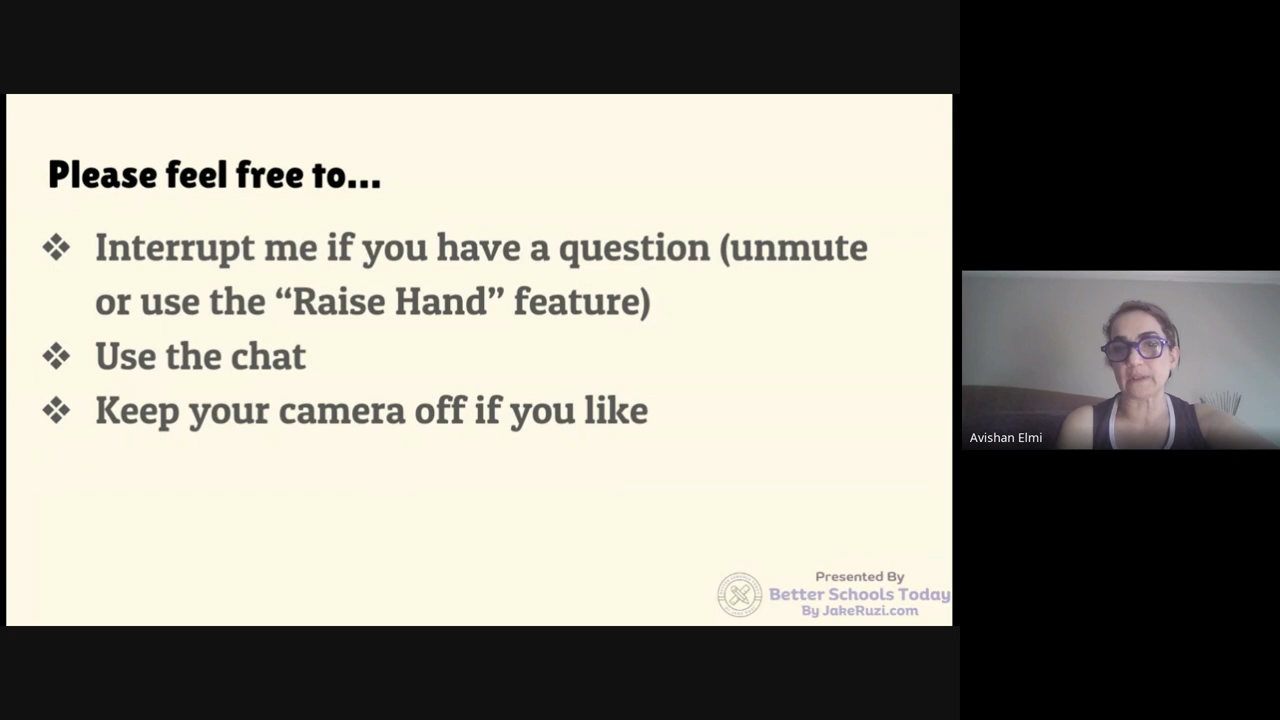 Please feel free to...
❖ Interrupt me if you have a question (unmute
or use the “Raise Hand” feature)
❖ Use the chat
❖ Keep your camera off if you like
Presented By
Better Schools Today
By JakeRuzi.com
Avishan Elmi